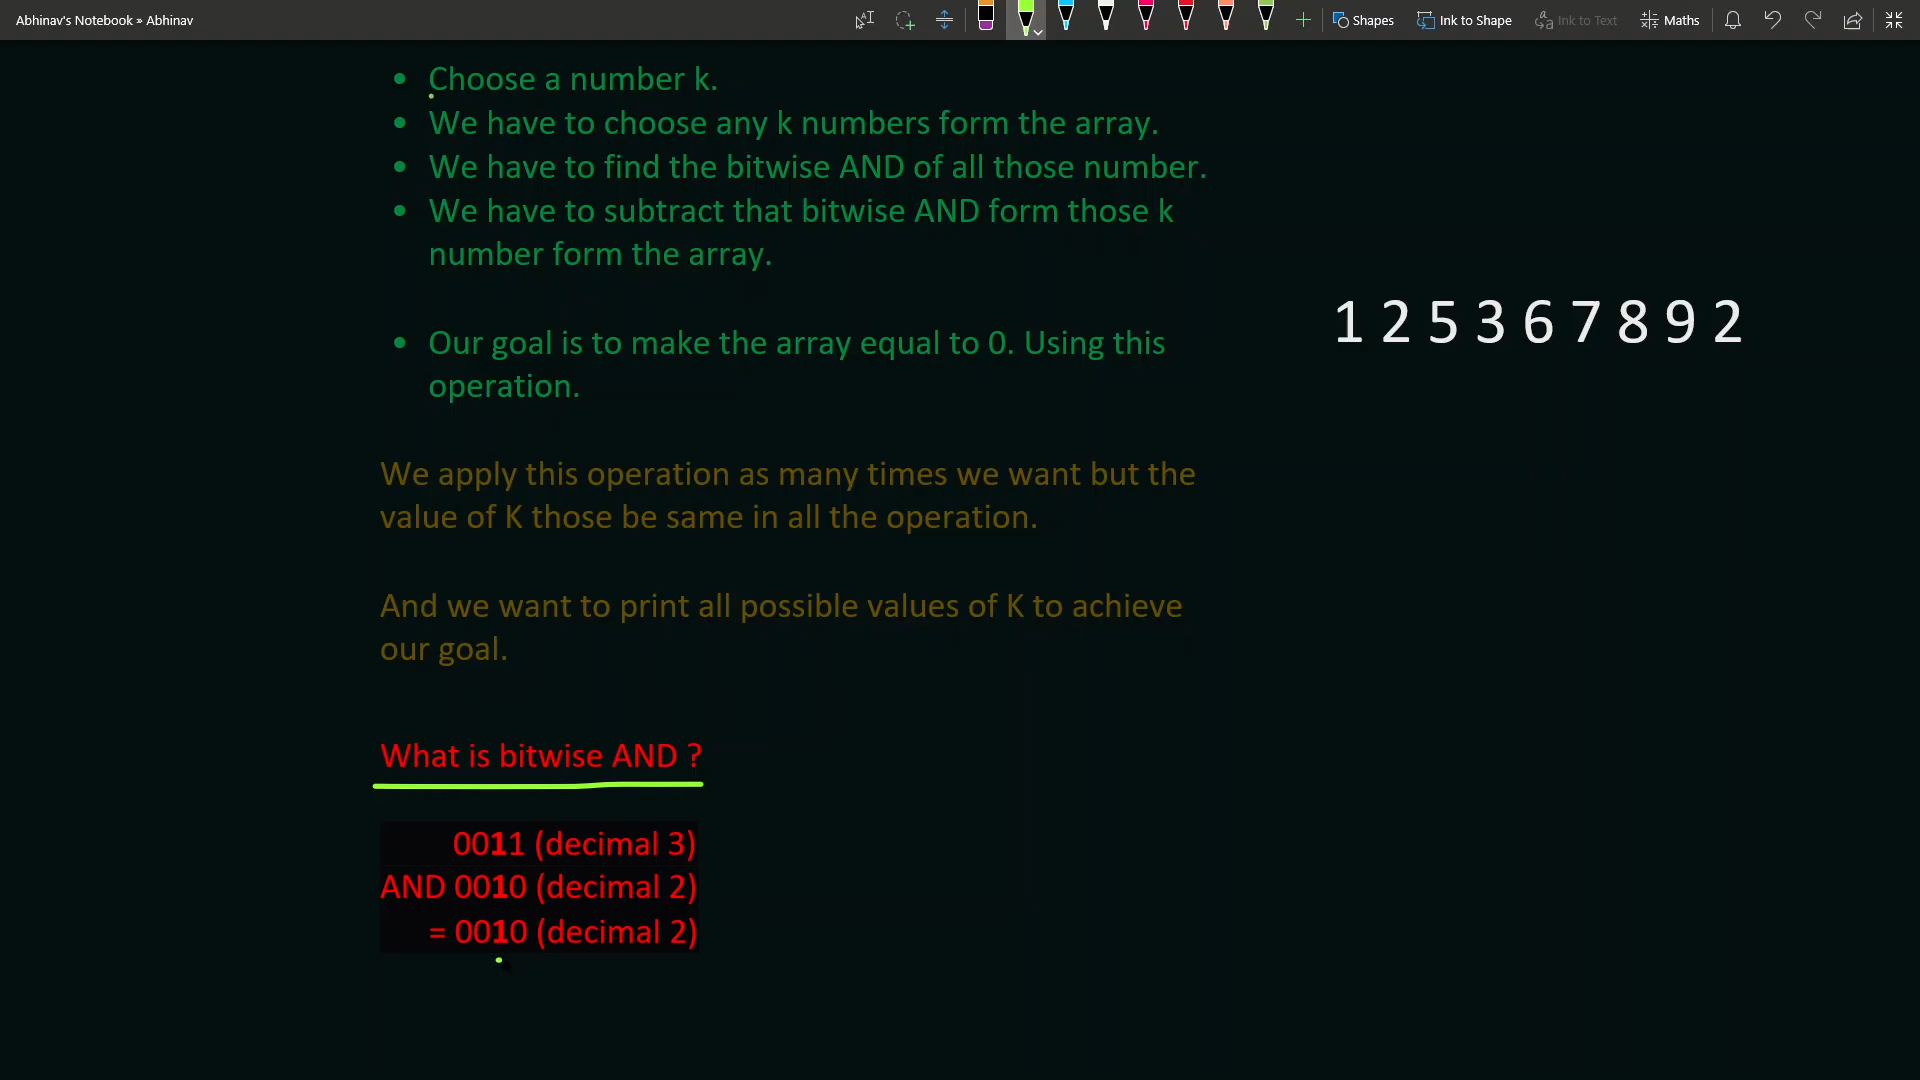 Abhinav's Notebook » Abhinav
Shapes
Ink to Shape
Ink to Text
Maths
• Choose a number k.
• We have to choose any k numbers form the array.
• We have to find the bitwise AND of all those number.
• We have to subtract that bitwise AND form those k
number form the array.
1 2 5 3 6 7 8 9 2
• Our goal is to make the array equal to 0. Using this
operation.
We apply this operation as many times we want but the
value of K those be same in all the operation.
And we want to print all possible values of K to achieve
our goal.
What is bitwise AND ?
0011 (decimal 3)
AND 0010 (decimal 2)
= 0010 (decimal 2)